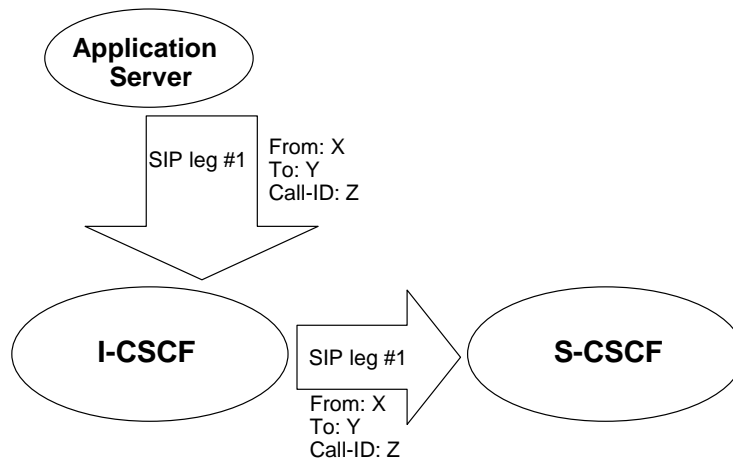 Application
Server
SIP leg #1
From: X
To: Y
Call-ID: Z
I-CSCF
SIP leg #1
S-CSCF
From: X
To: Y
Call-ID: Z